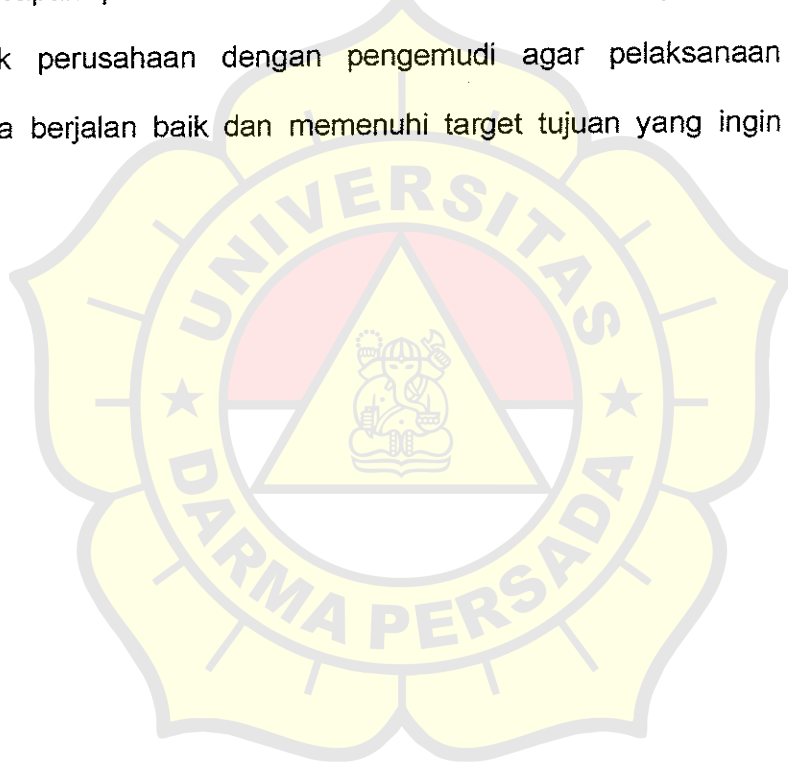 k perusahaan dengan pengemudi agar pelaksanaan
a berjalan baik dan memenuhi target tujuan yang ingin
UNIVERSITAS
DARMA PERSADA